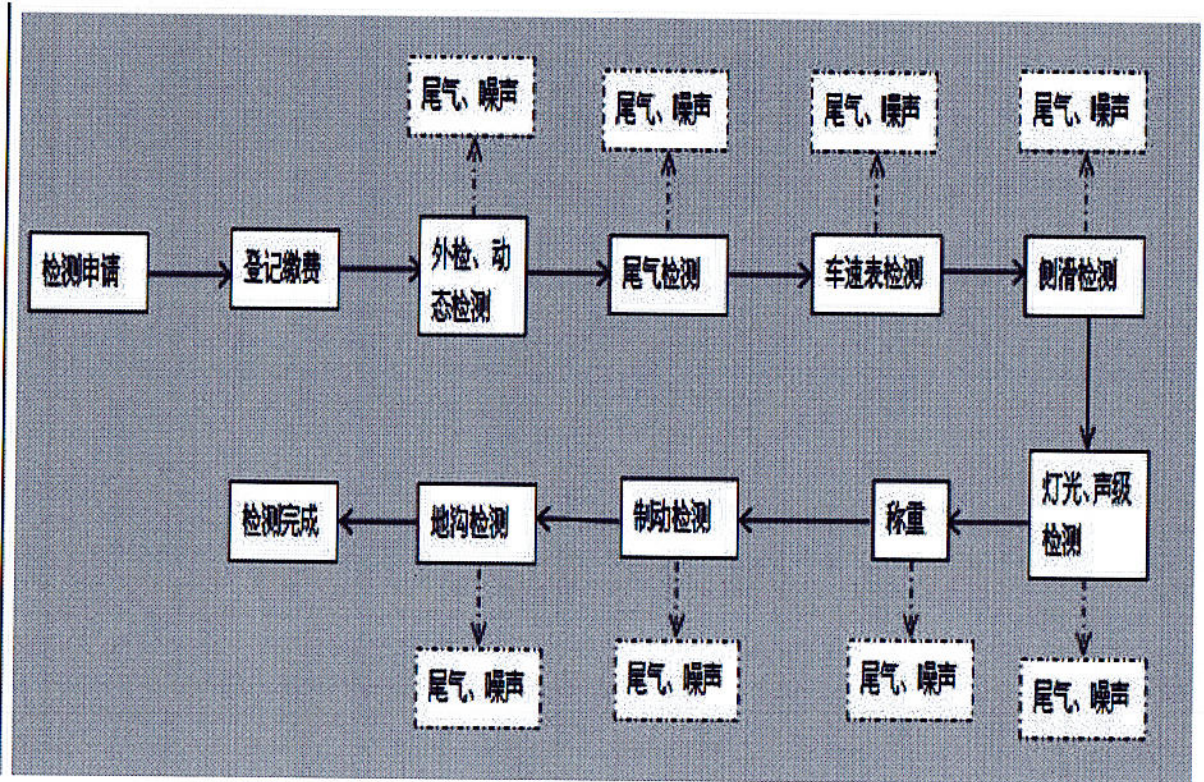 尾气、噪声
尾气、噪声
尾气、噪声
尾气、噪声
检测申请
登记缴费
外检、动
态检测
尾气检测
车速表检测
侧滑检测
检测完成
地沟检测
制动检测
称重
灯光、声级
检测
尾气、噪声
尾气、噪声
尾气、噪声
尾气、噪声